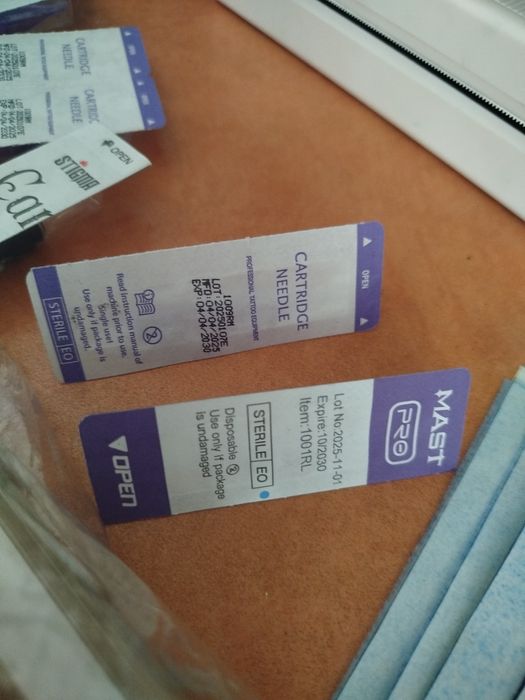 CARTRIDGE
NEEDLE
CARTRIDGE
NEEDLE
OPEN
STIGMA
OPEN
CARTRIDGE
NEEDLE
PROFESSIONAL TATTOO EQUIPMENT
1009RM
LOT:20250107E
MFD:04-04/2025
EXP:04-04/2030
Read instruction manual of
machine prior to use.
Single use!
Use only if package is
undamaged.
STERILE EO
MAST
PRO
Lot No:2025-11-01
Expire:10/2030
Item:1001RL
STERILE EO
Disposable
Use only if package
is undamaged
OPEN